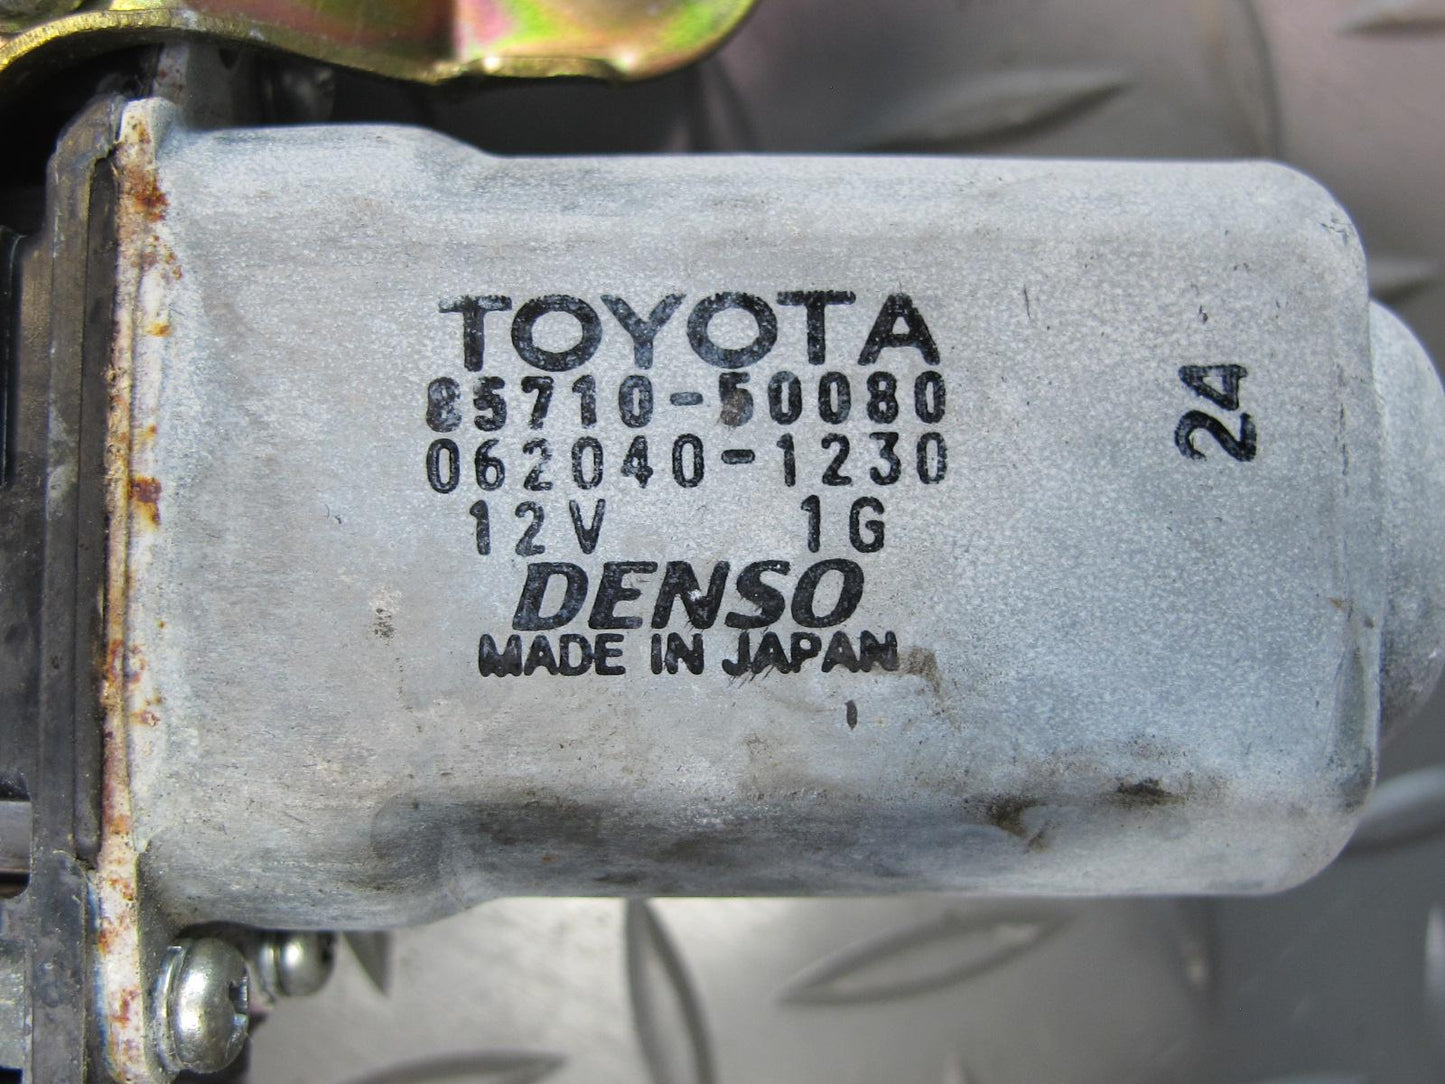 TOYOTA
85710-50080
062040-1230
12V 1G
DENSO
MADE IN JAPAN
24